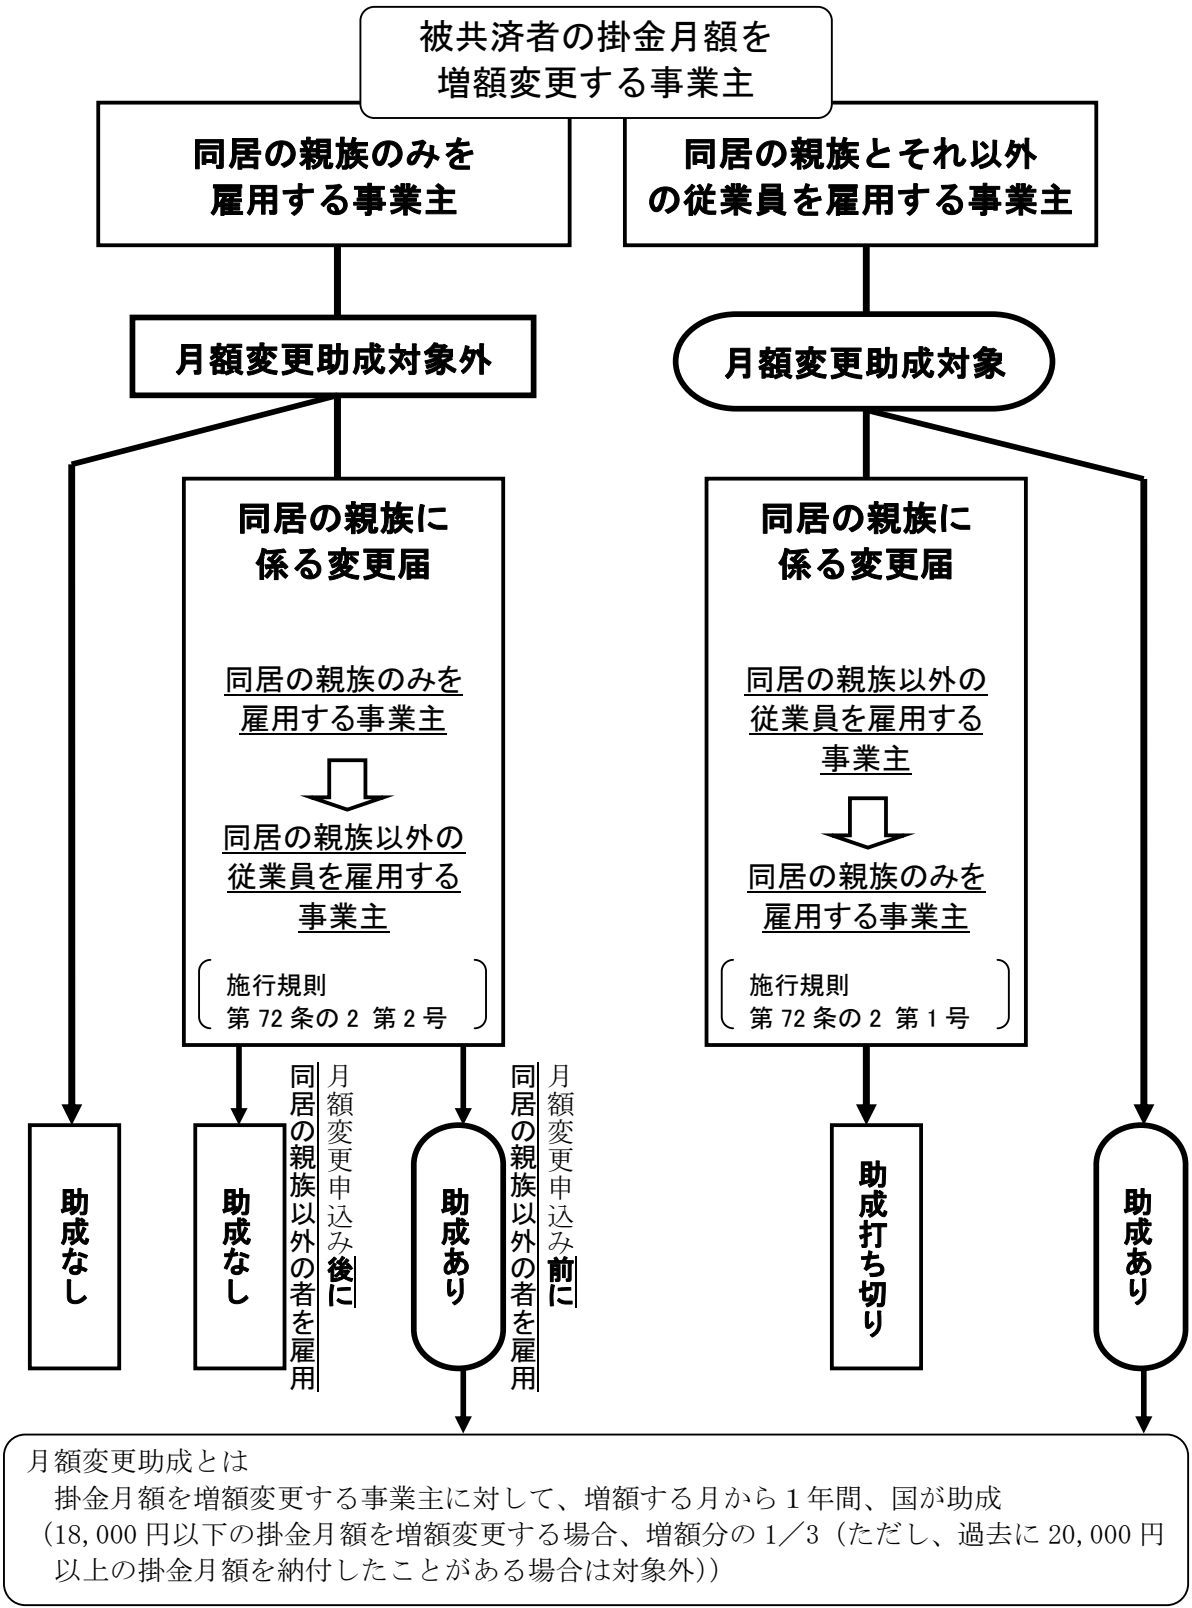 被共済者の掛金月額を
増額変更する事業主
同居の親族のみを
雇用する事業主
同居の親族とそれ以外
の従業員を雇用する事業主
月額変更助成対象外
月額変更助成対象
同居の親族に
係る変更届
同居の親族のみを
雇用する事業主
同居の親族以外の
従業員を雇用する
事業主
施行規則
第72条の2 第2号
同居の親族に
係る変更届
同居の親族以外の
従業員を雇用する
事業主
同居の親族のみを
雇用する事業主
施行規則
第72条の2 第1号
助成なし
助成なし
月額変更申込み後に
同居の親族以外の者を雇用
助成あり
月額変更申込み前に
同居の親族以外の者を雇用
助成打ち切り
助成あり
月額変更助成とは
掛金月額を増額変更する事業主に対して、増額する月から1年間、国が助成
(18,000円以下の掛金月額を増額変更する場合、増額分の1/3(ただし、過去に20,000円
以上の掛金月額を納付したことがある場合は対象外))